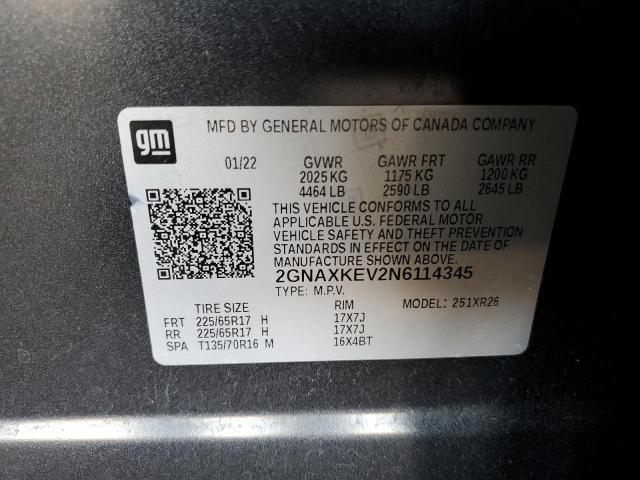 gm
MFD BY GENERAL MOTORS OF CANADA COMPANY
01/22 GVWR GAWR FRT GAWR RR
2025 KG 1175 KG 1200 KG
4464 LB 2590 LB 2645 LB
THIS VEHICLE CONFORMS TO ALL
APPLICABLE U.S. FEDERAL MOTOR
VEHICLE SAFETY AND THEFT PREVENTION
STANDARDS IN EFFECT ON THE DATE OF
MANUFACTURE SHOWN ABOVE.
2GNAXKEV2N6114345
TYPE: M.P.V. MODEL: 251XR26
TIRE SIZE RIM
FRT 225/65R17 H 17X7J
RR 225/65R17 H 17X7J
SPA T135/70R16 M 16X4BT